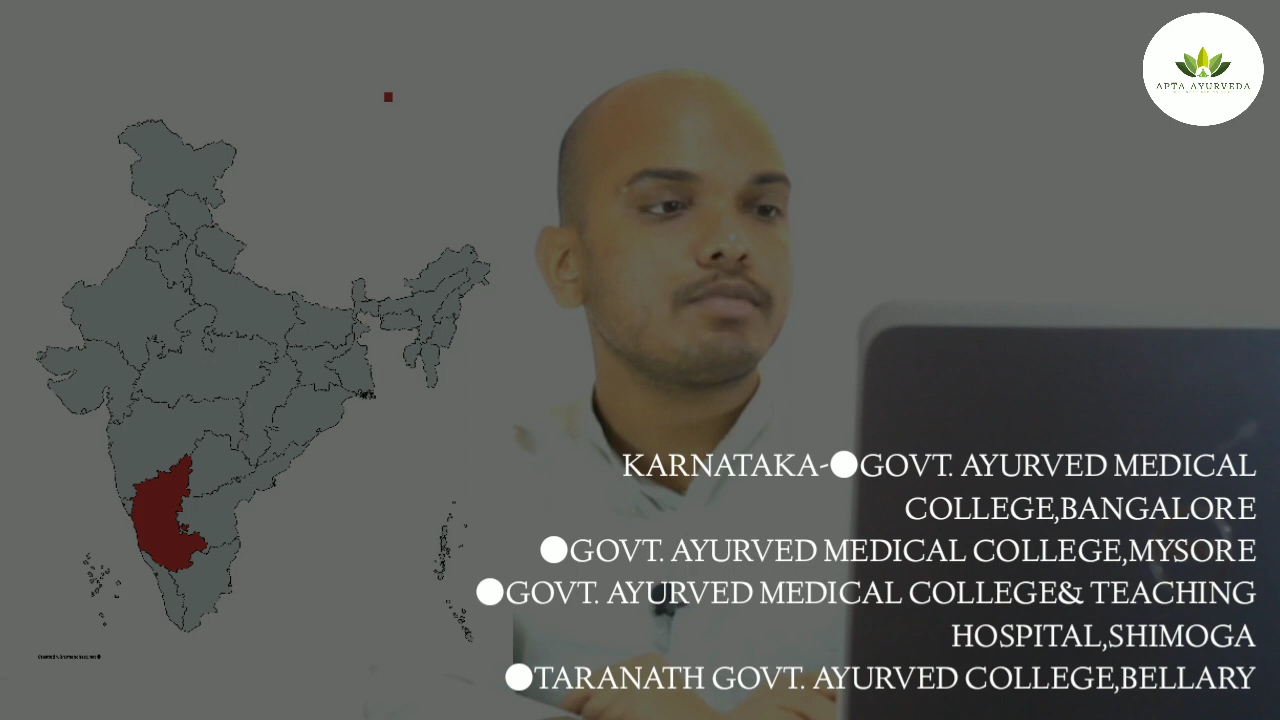 APTA AYURVEDA
KARNATAKA-●GOVT. AYURVED MEDICAL
COLLEGE,BANGALORE
●GOVT. AYURVED MEDICAL COLLEGE,MYSORE
●GOVT. AYURVED MEDICAL COLLEGE& TEACHING
HOSPITAL,SHIMOGA
●TARANATH GOVT. AYURVED COLLEGE,BELLARY